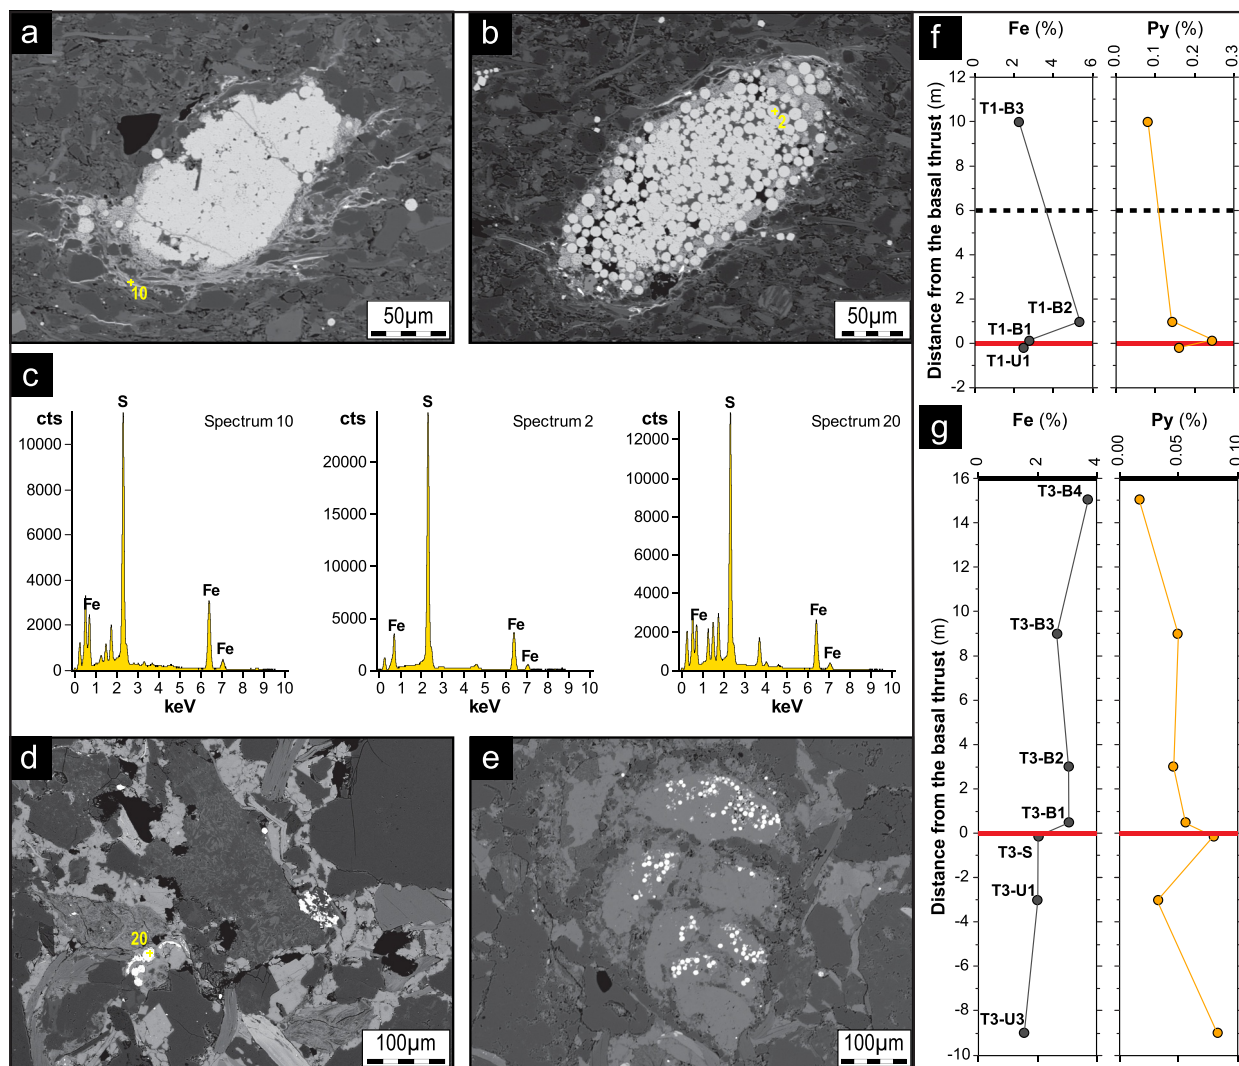 a
10
50µm
b
2
50µm
c
cts
S
Spectrum 10
10000
8000
6000
4000
2000
0
Fe
Fe
Fe
0 1 2 3 4 5 6 7 8 9 10
keV
cts
S
Spectrum 2
20000
15000
10000
5000
0
Fe
Fe
Fe
0 1 2 3 4 5 6 7 8 9 10
keV
cts
S
Spectrum 20
12000
10000
8000
6000
4000
2000
0
Fe
Fe
Fe
0 1 2 3 4 5 6 7 8 9 10
keV
d
20
100µm
e
100µm
f
Fe (%)
0 2 4 6
Py (%)
0.0 0.1 0.2 0.3
Distance from the basal thrust (m)
12
10
8
6
4
2
0
-2
T1-B3
T1-B2
T1-B1
T1-U1
g
Fe (%)
0 2 4
Py (%)
0.00 0.05 0.10
Distance from the basal thrust (m)
16
14
12
10
8
6
4
2
0
-2
-4
-6
-8
-10
T3-B4
T3-B3
T3-B2
T3-B1
T3-S
T3-U1
T3-U3